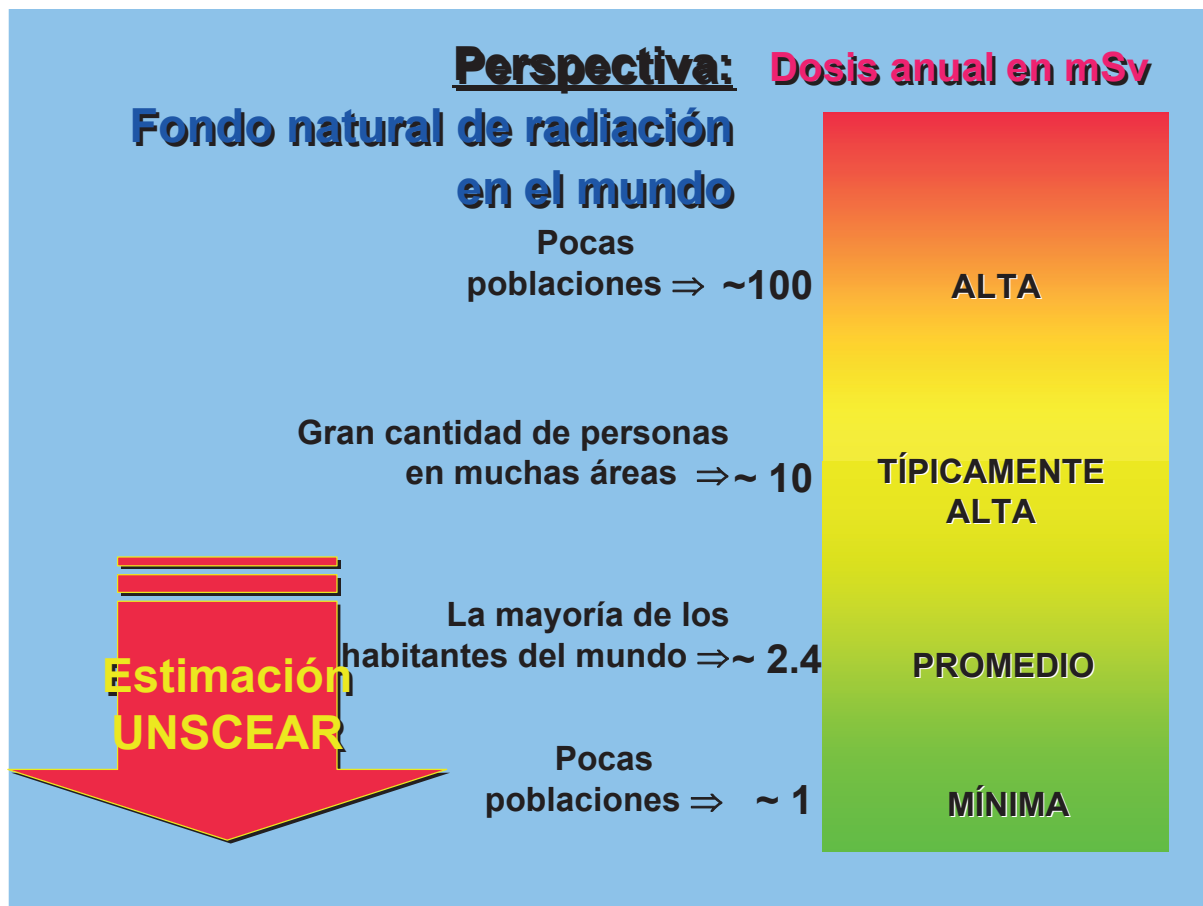 Perspectiva: Dosis anual en mSv
Fondo natural de radiación
en el mundo
Pocas
poblaciones ⇒ ~100
ALTA
Gran cantidad de personas
en muchas áreas ⇒ ~ 10
TÍPICAMENTE
ALTA
La mayoría de los
habitantes del mundo ⇒ ~ 2.4
PROMEDIO
Estimación
UNSCEAR
Pocas
poblaciones ⇒ ~ 1
MÍNIMA